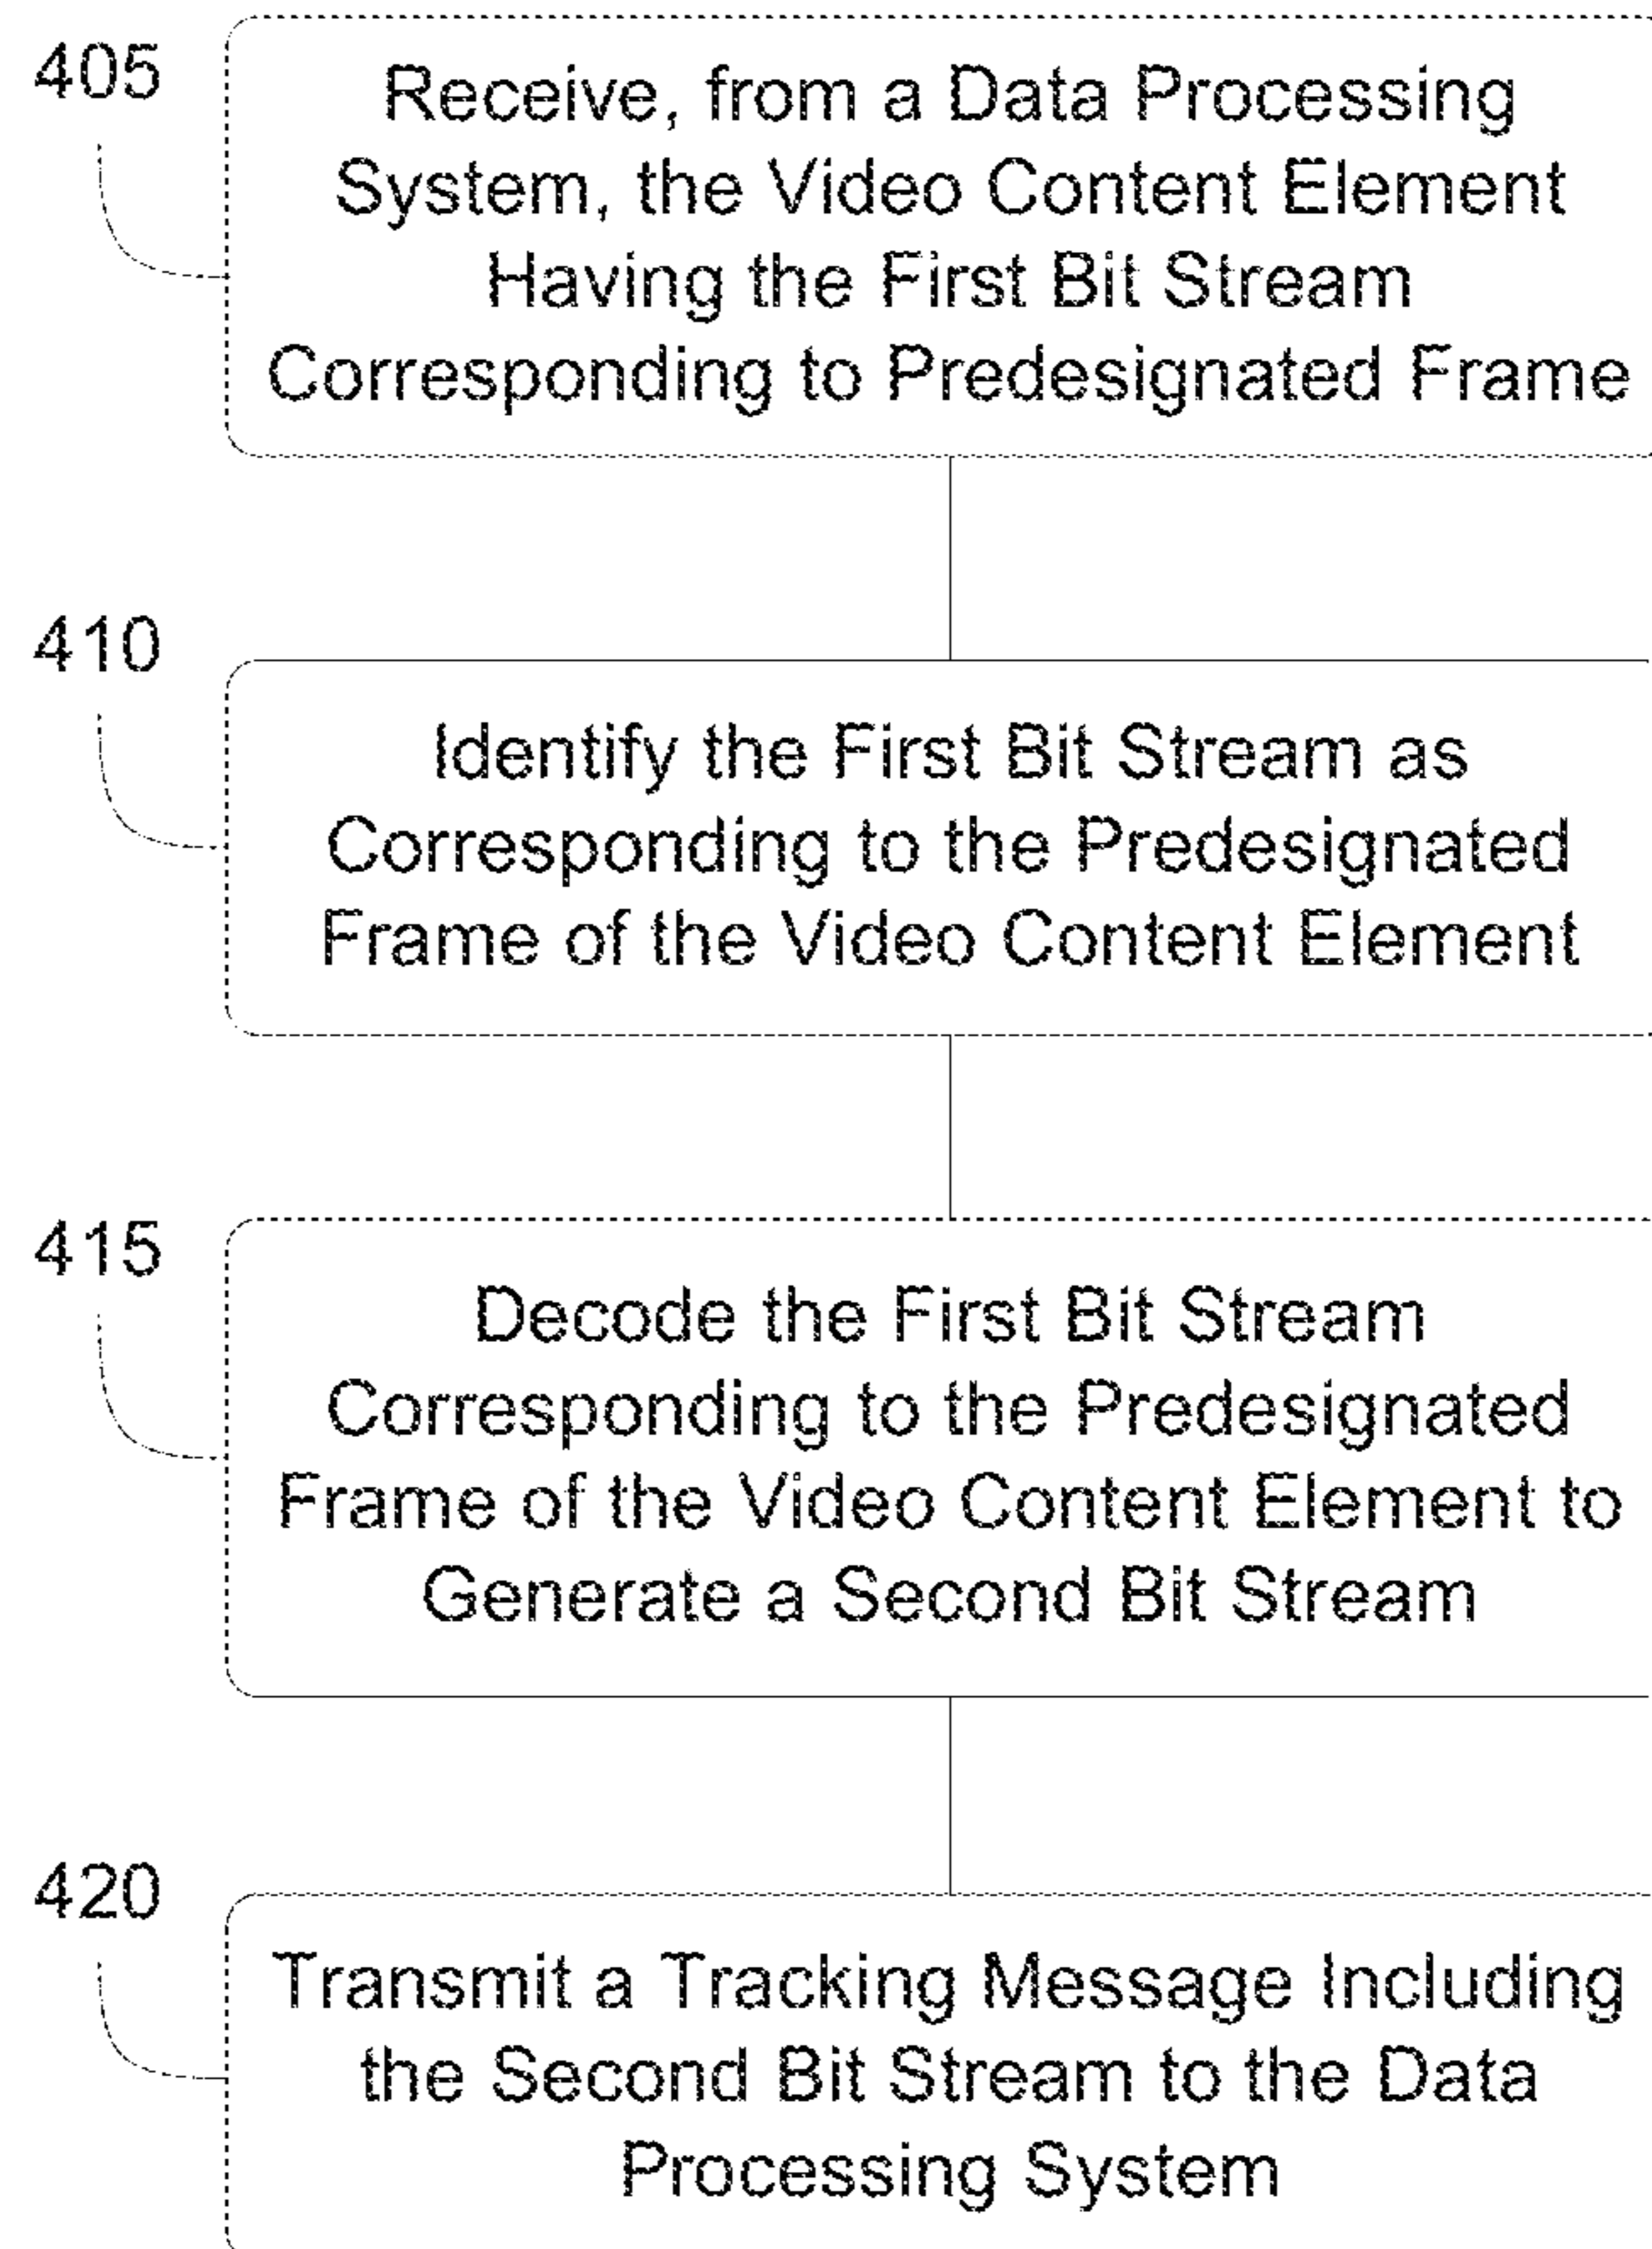 405
Receive, from a Data Processing
System, the Video Content Element
Having the First Bit Stream
Corresponding to Predesignated Frame
410
Identify the First Bit Stream as
Corresponding to the Predesignated
Frame of the Video Content Element
415
Decode the First Bit Stream
Corresponding to the Predesignated
Frame of the Video Content Element to
Generate a Second Bit Stream
420
Transmit a Tracking Message Including
the Second Bit Stream to the Data
Processing System